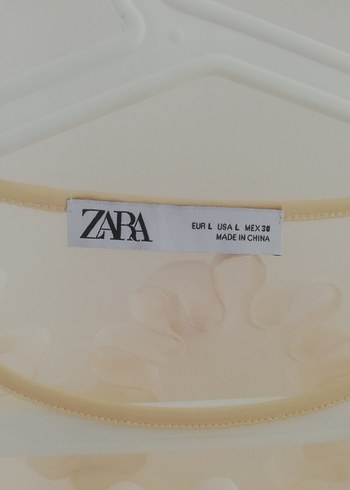 ZARA
EUR L USA L MEX 30
MADE IN CHINA